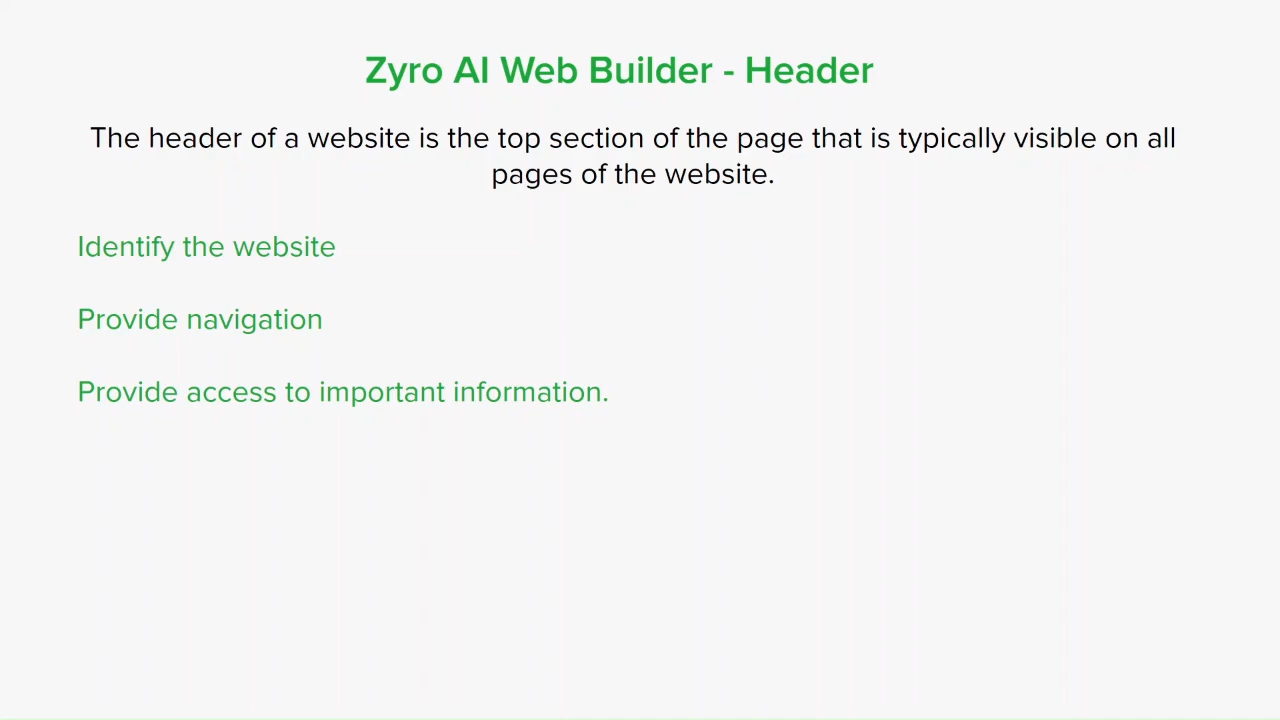 Zyro AI Web Builder - Header
The header of a website is the top section of the page that is typically visible on all
pages of the website.
Identify the website
Provide navigation
Provide access to important information.